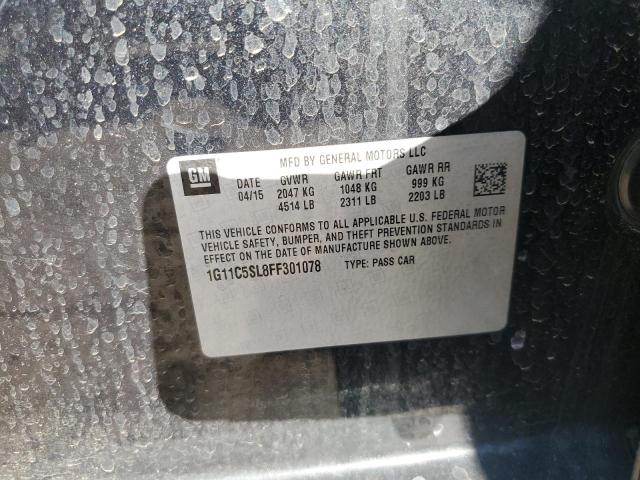 MFD BY GENERAL MOTORS LLC
GM
DATE GVWR GAWR FRT GAWR RR
04/15 2047 KG 1048 KG 999 KG
4514 LB 2311 LB 2203 LB
THIS VEHICLE CONFORMS TO ALL APPLICABLE U.S. FEDERAL MOTOR
VEHICLE SAFETY, BUMPER, AND THEFT PREVENTION STANDARDS IN
EFFECT ON THE DATE OF MANUFACTURE SHOWN ABOVE.
1G11C5SL8FF301078 TYPE: PASS CAR